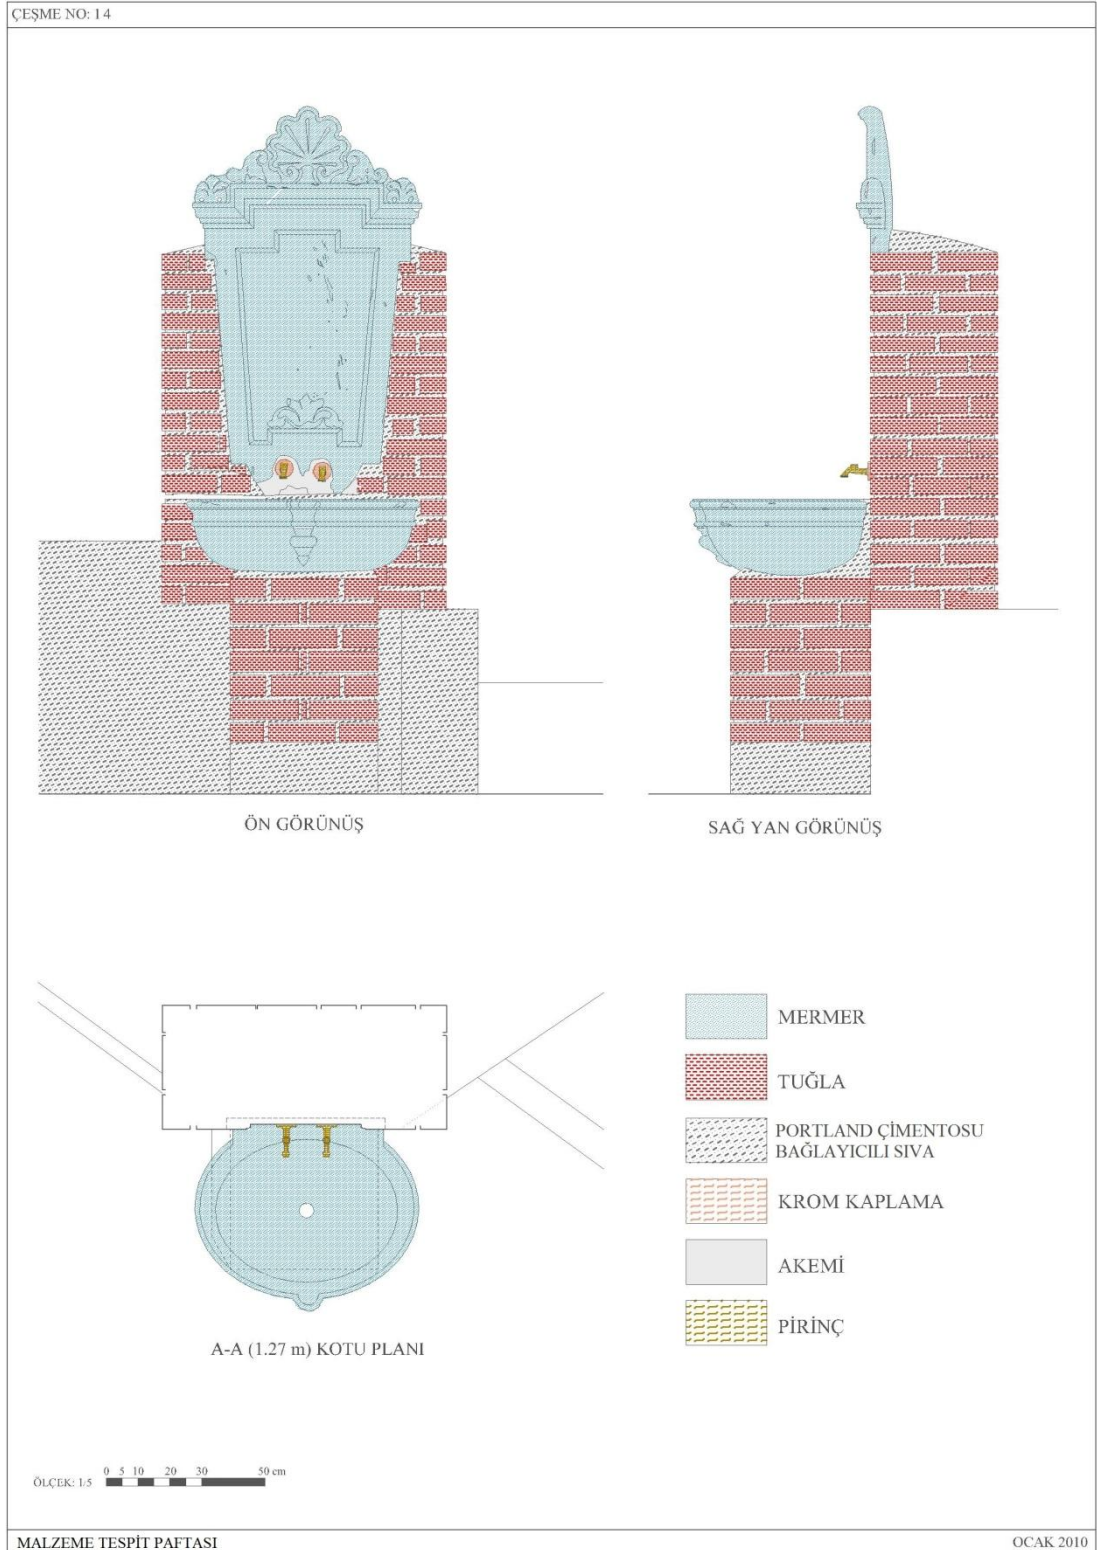 ÇEŞME NO: 14
ÖN GÖRÜNÜŞ
SAĞ YAN GÖRÜNÜŞ
MERMER
TUĞLA
PORTLAND ÇİMENTOSU
BAĞLAYICILI SIVA
KROM KAPLAMA
AKEMİ
PİRİNÇ
A-A (1.27 m) KOTU PLANI
ÖLÇEK: 1/5
0 5 10 20 30 50 cm
MALZEME TESPİT PAFTASI
OCAK 2010